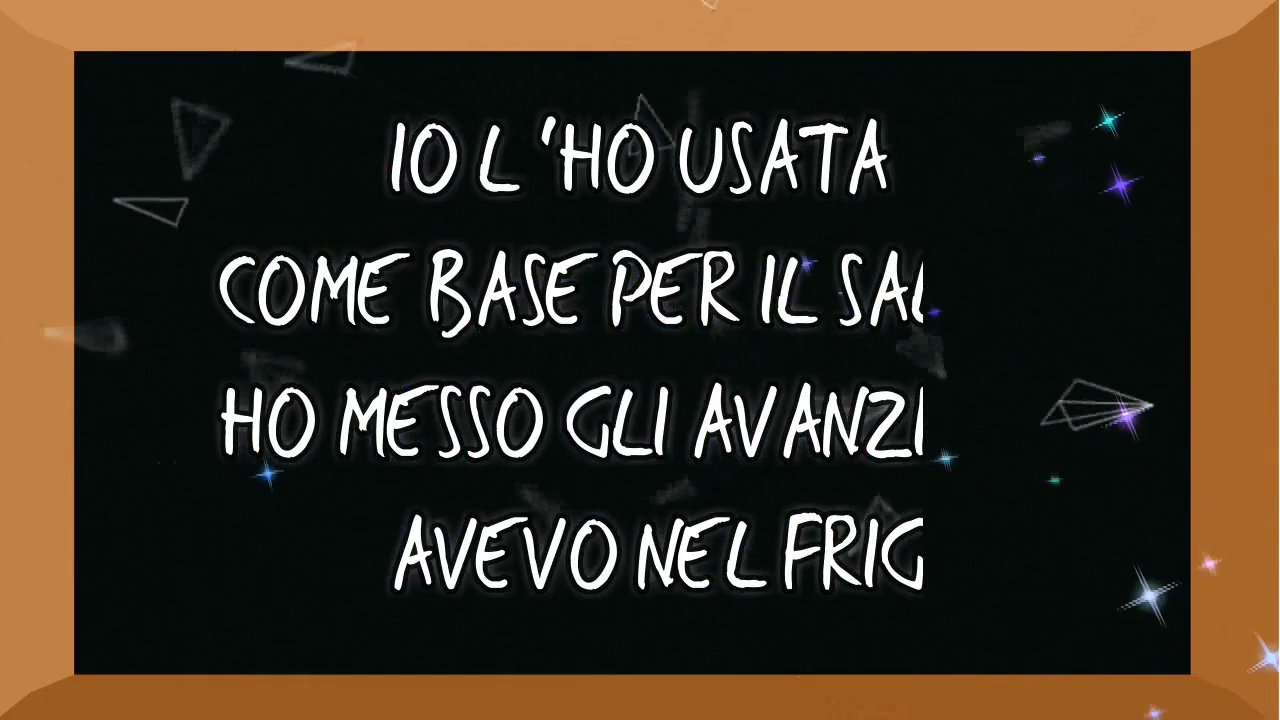 IO L'HO USATA
COME BASE PER IL
HO MESSO GLI AVANZI
AVEVO NEL